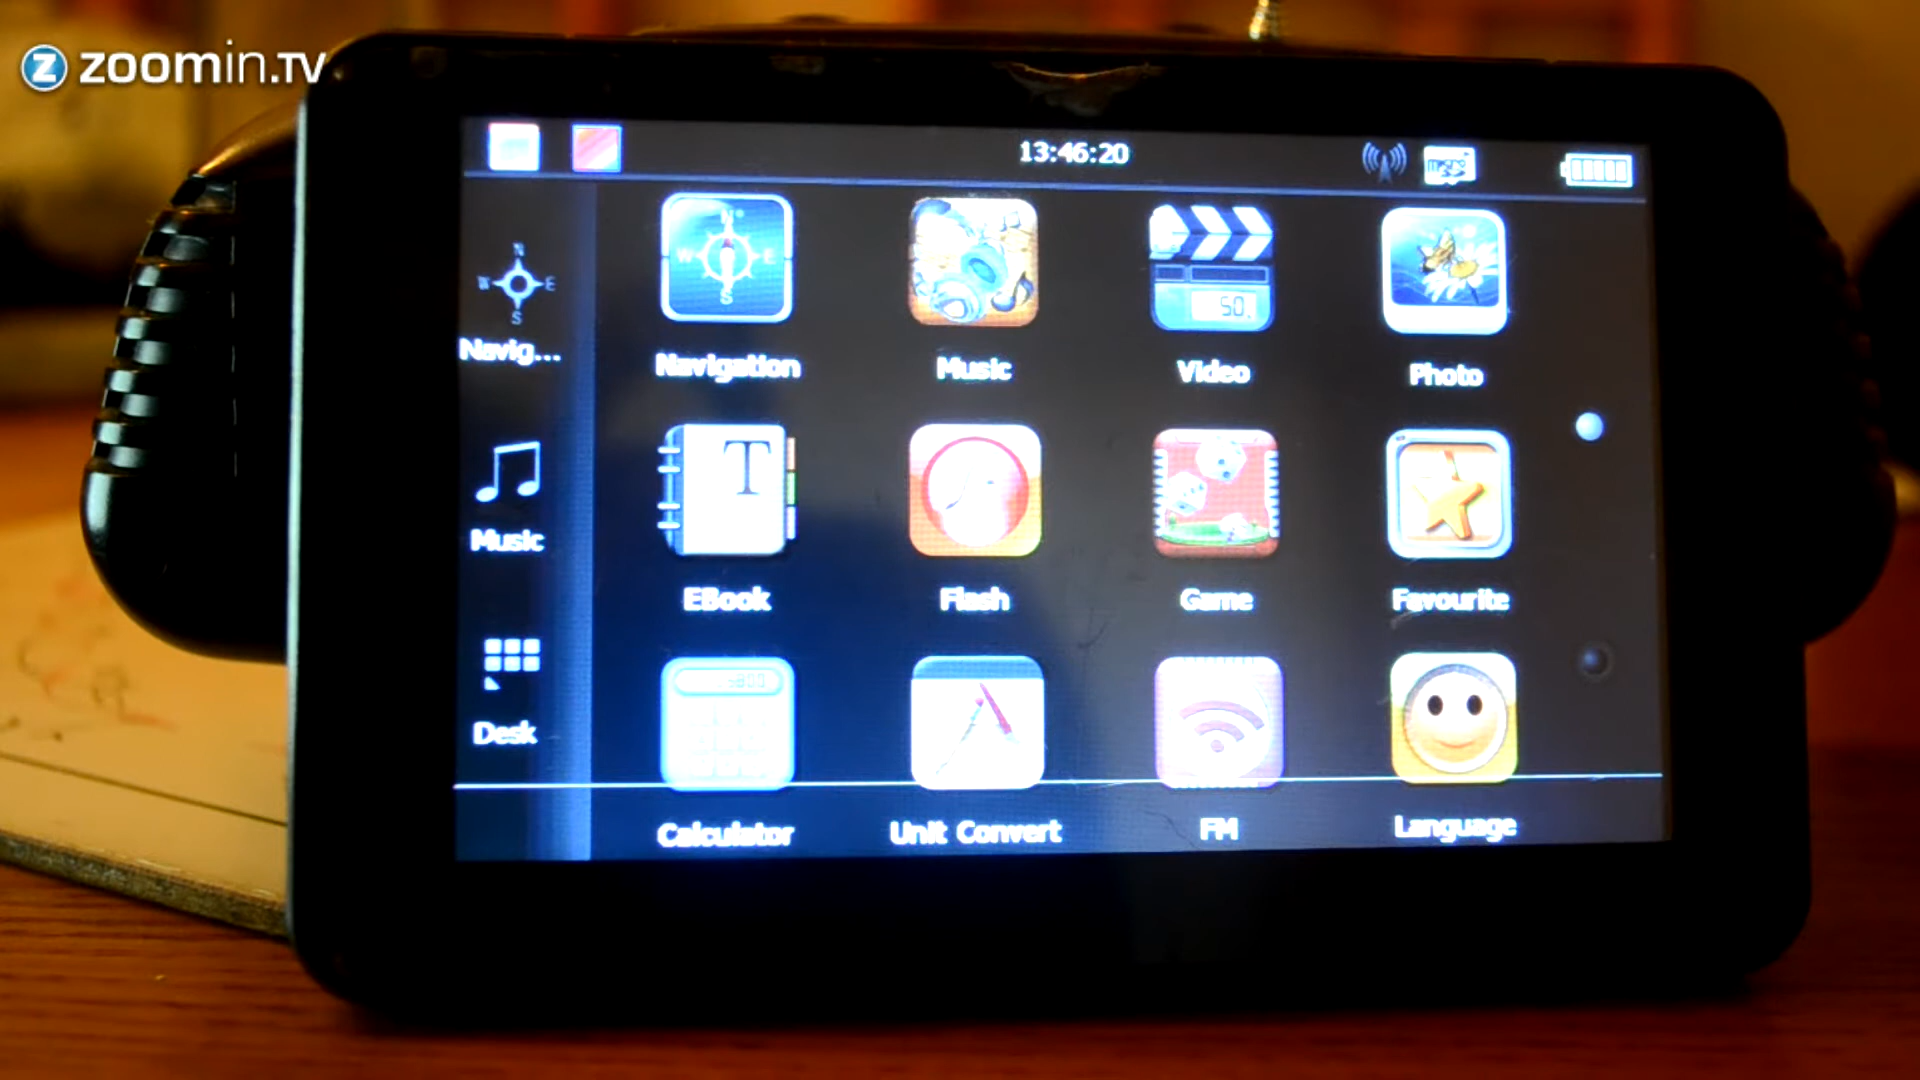 zoomin.TV
13:46:20
N
W E
S
Navig...
Music
Desk
N
W E
S
Navigation
Music
50.
Video
Photo
T
EBook
Flash
Game
Favourite
Calculator
Unit Convert
FM
Language